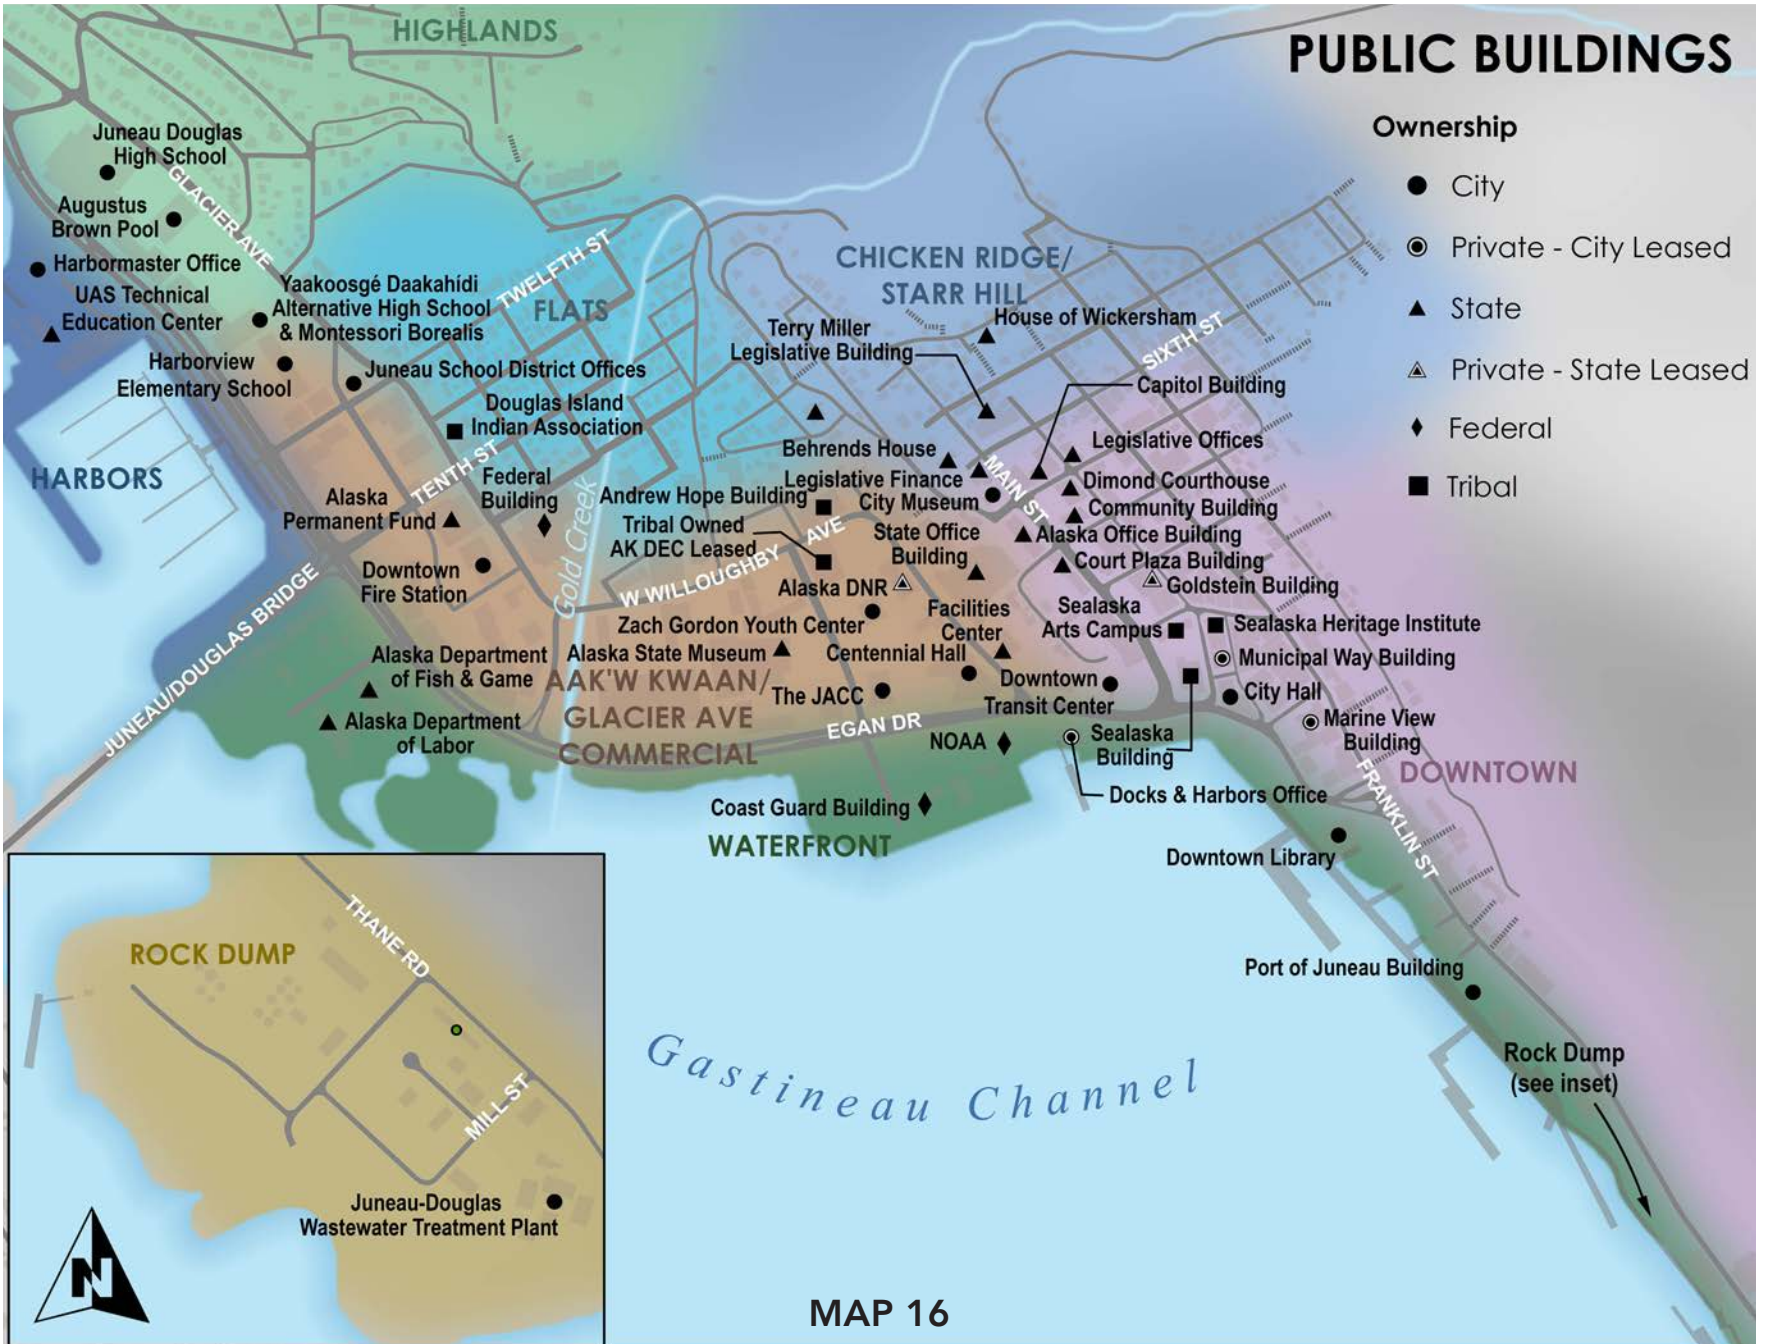 HIGHLANDS
PUBLIC BUILDINGS
Ownership
City
Private - City Leased
State
Private - State Leased
Federal
Tribal
Juneau Douglas
High School
GLACIER AVE
Augustus
Brown Pool
Harbormaster Office
UAS Technical
Education Center
Yaakoosgé Daakahídi
Alternative High School
& Montessori Borealis
Harborview
Elementary School
Juneau School District Offices
TWELFTH ST
FLATS
Douglas Island
Indian Association
TENTH ST
HARBORS
Alaska
Permanent Fund
Federal
Building
Downtown
Fire Station
Gold Creek
JUNEAU/DOUGLAS BRIDGE
CHICKEN RIDGE/
STARR HILL
House of Wickersham
Terry Miller
Legislative Building
SIXTH ST
Capitol Building
Behrends House
Legislative Finance
City Museum
MAIN ST
Legislative Offices
Dimond Courthouse
Community Building
Alaska Office Building
Court Plaza Building
Goldstein Building
Andrew Hope Building
Tribal Owned
AK DEC Leased
W WILLOUGHBY AVE
State Office
Building
Alaska DNR
Zach Gordon Youth Center
Facilities
Center
Alaska State Museum
Centennial Hall
Sealaska
Arts Campus
Sealaska Heritage Institute
Municipal Way Building
City Hall
Marine View
Building
Alaska Department
of Fish & Game
Alaska Department
of Labor
AAK'W KWAAN/
GLACIER AVE
COMMERCIAL
The JACC
Downtown
Transit Center
EGAN DR
NOAA
Sealaska
Building
Docks & Harbors Office
Coast Guard Building
WATERFRONT
DOWNTOWN
FRANKLIN ST
Downtown Library
Port of Juneau Building
Rock Dump
(see inset)
Gastineau Channel
ROCK DUMP
THANE RD
MILL ST
Juneau-Douglas
Wastewater Treatment Plant
N
MAP 16